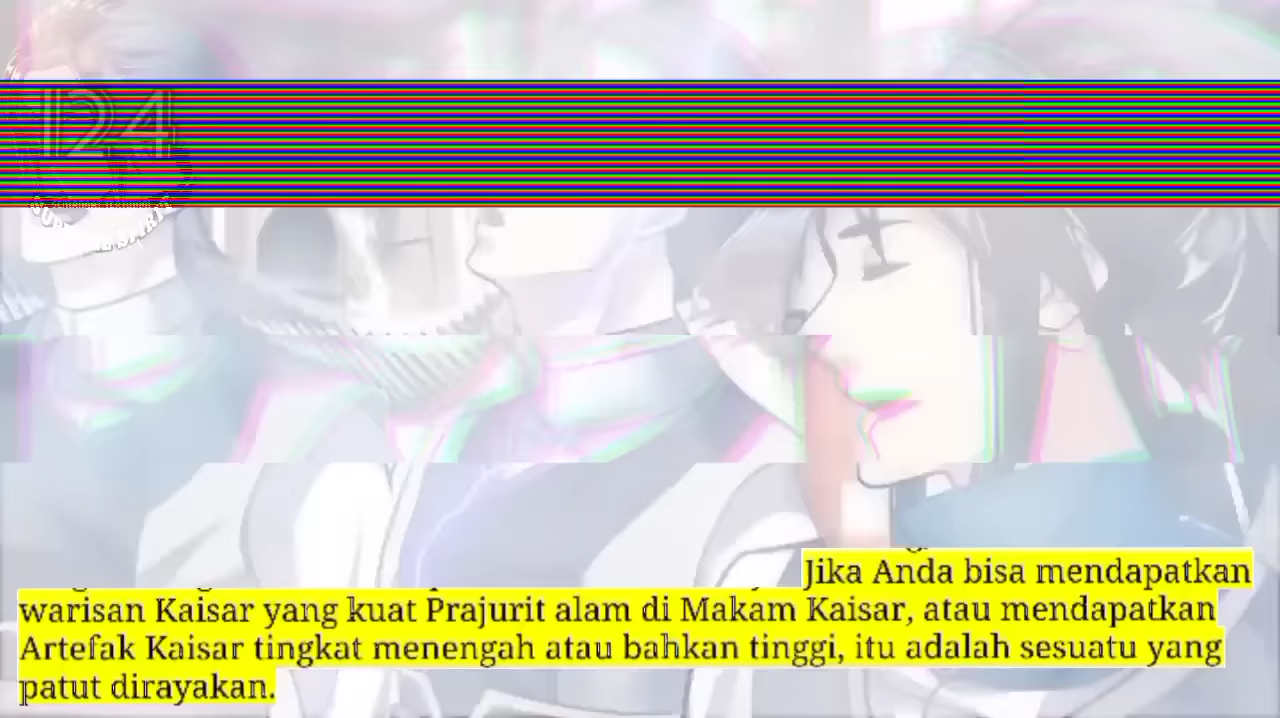 124
Jika Anda bisa mendapatkan
warisan Kaisar yang kuat Prajurit alam di Makam Kaisar, atau mendapatkan
Artefak Kaisar tingkat menengah atau bahkan tinggi, itu adalah sesuatu yang
patut dirayakan.